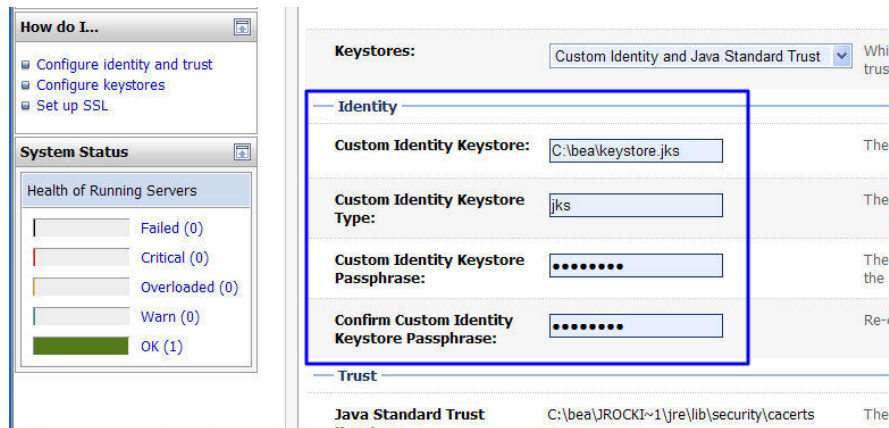 How do I...
Configure identity and trust
Configure keystores
Set up SSL
System Status
Health of Running Servers
Failed (0)
Critical (0)
Overloaded (0)
Warn (0)
OK (1)
Keystores:
Custom Identity and Java Standard Trust
Identity
Custom Identity Keystore:
C:\bea\keystore.jks
The
Custom Identity Keystore
Type:
jks
The
Custom Identity Keystore
Passphrase:
••••••••
The
the
Confirm Custom Identity
Keystore Passphrase:
••••••••
Trust
Java Standard Trust
C:\bea\JROCKI~1\jre\lib\security\cacerts
The